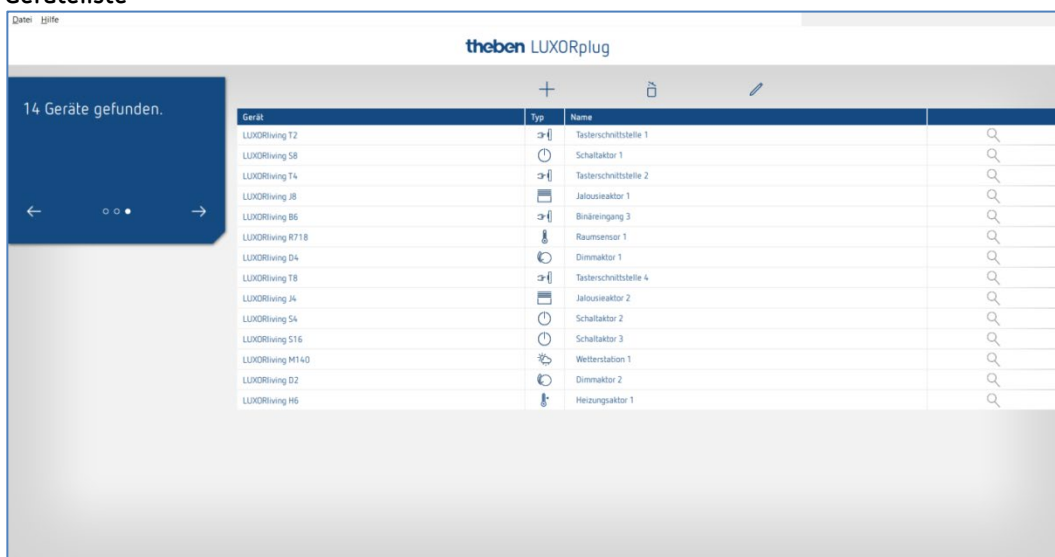 Geräteliste
Datei Hilfe
theben LUXORplug
14 Geräte gefunden.
Gerät Typ Name
LUXORliving T2 Tasterschnittstelle 1
LUXORliving S8 Schaltaktor 1
LUXORliving T4 Tasterschnittstelle 2
LUXORliving J8 Jalousieaktor 1
LUXORliving B6 Binäreingang 3
LUXORliving R718 Raumsensor 1
LUXORliving D4 Dimmaktor 1
LUXORliving T8 Tasterschnittstelle 4
LUXORliving J4 Jalousieaktor 2
LUXORliving S4 Schaltaktor 2
LUXORliving S16 Schaltaktor 3
LUXORliving M140 Wetterstation 1
LUXORliving D2 Dimmaktor 2
LUXORliving H6 Heizungsaktor 1